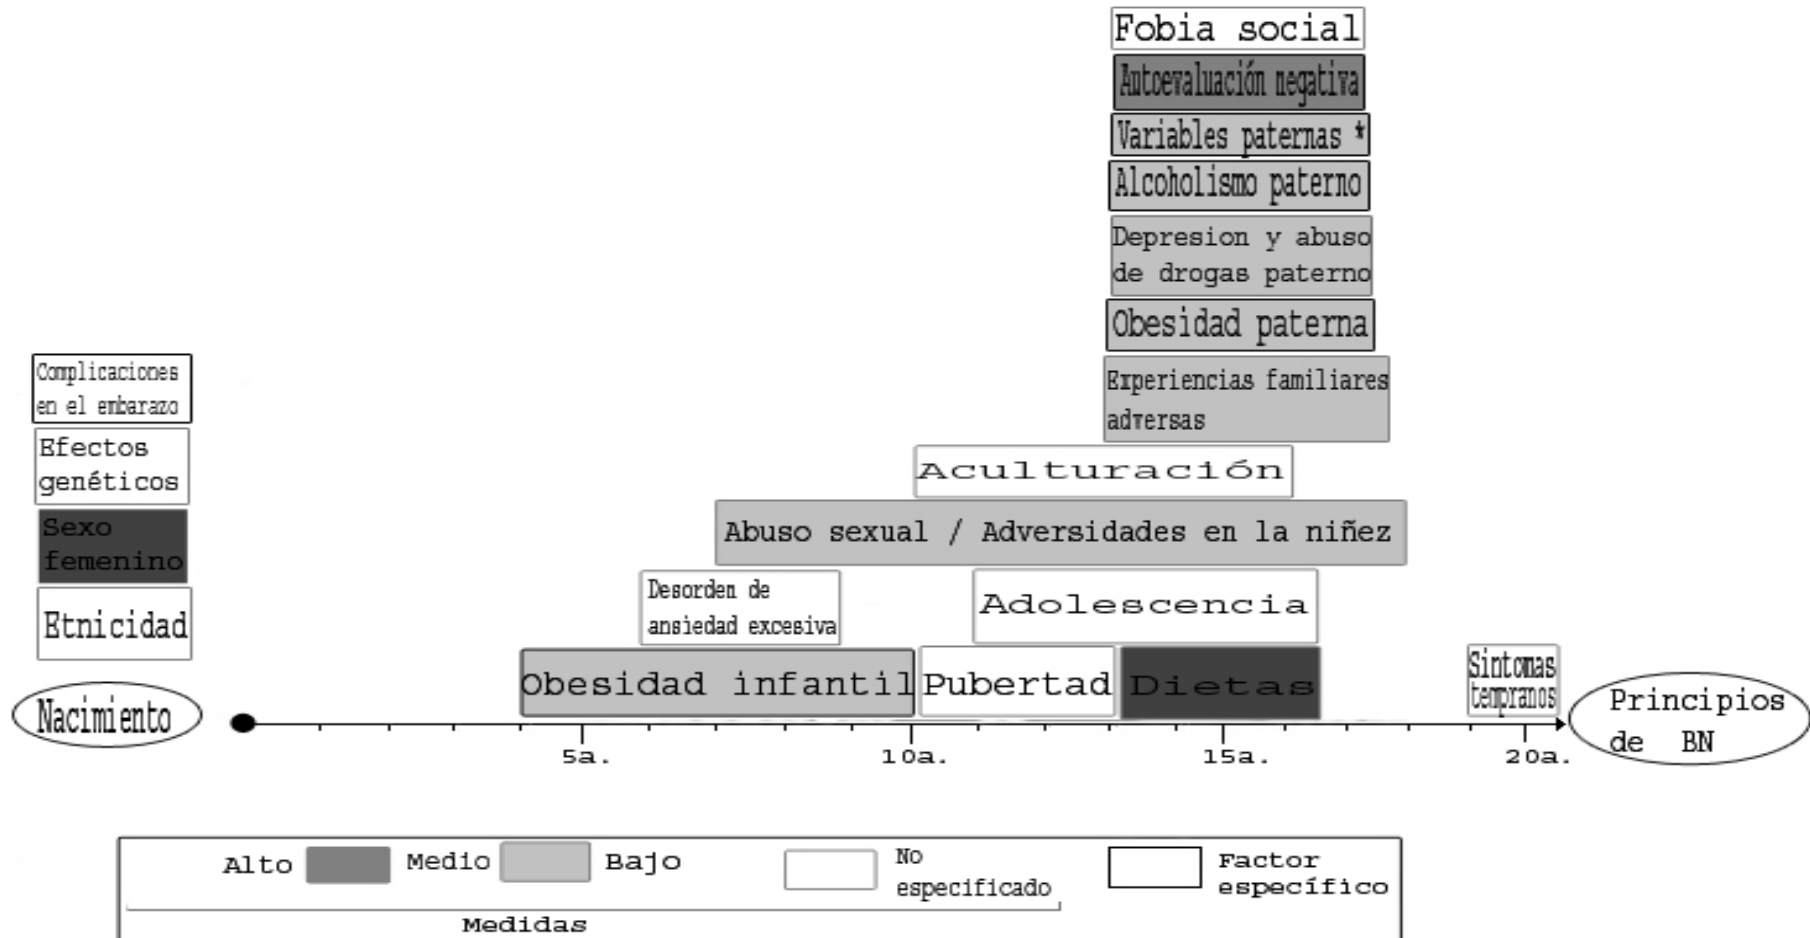 Fobia social
Autoevaluación negativa
Variables paternas *
Alcoholismo paterno
Depresion y abuso
de drogas paterno
Obesidad paterna
Experiencias familiares
adversas
Complicaciones
en el embarazo
Efectos
genéticos
Sexo
femenino
Etnicidad
Aculturación
Abuso sexual / Adversidades en la niñez
Desorden de
ansiedad excesiva
Adolescencia
Obesidad infantil
Pubertad
Dietas
Sintomas
tempranos
Nacimiento
Principios
de BN
5a.
10a.
15a.
20a.
Alto
Medio
Bajo
No
especificado
Factor
específico
Medidas